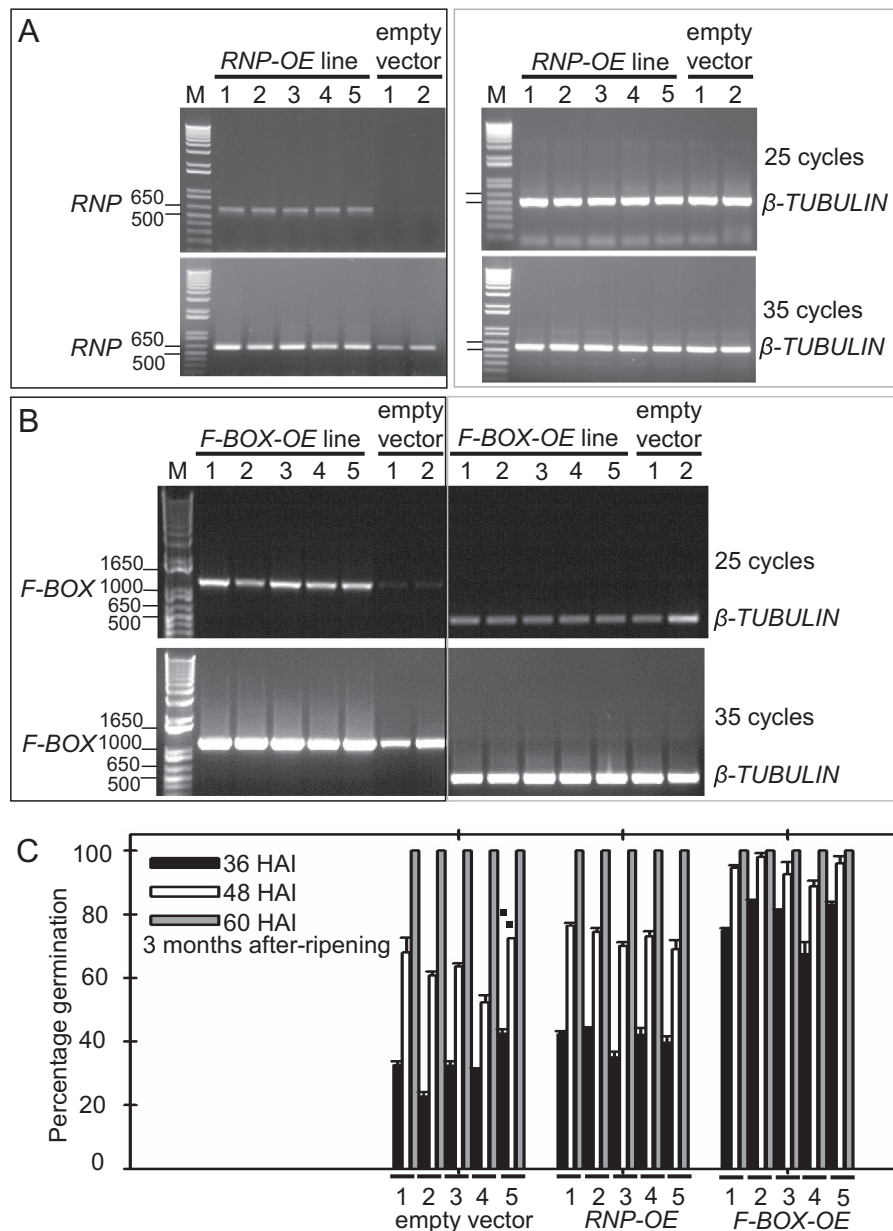 A
RNP-OE line
empty
vector
M 1 2 3 4 5 1 2
RNP
650
500
RNP
650
500
RNP-OE line
empty
vector
M 1 2 3 4 5 1 2
25 cycles
β-TUBULIN
35 cycles
β-TUBULIN
B
F-BOX-OE line
empty
vector
M 1 2 3 4 5 1 2
F-BOX
1650
1000
650
500
F-BOX
1650
1000
650
500
F-BOX-OE line
empty
vector
1 2 3 4 5 1 2
25 cycles
β-TUBULIN
35 cycles
β-TUBULIN
C
Percentage germination
100
80
60
40
20
0
36 HAI
48 HAI
60 HAI
3 months after-ripening
1 2 3 4 5 1 2 3 4 5 1 2 3 4 5
empty vector RNP-OE F-BOX-OE